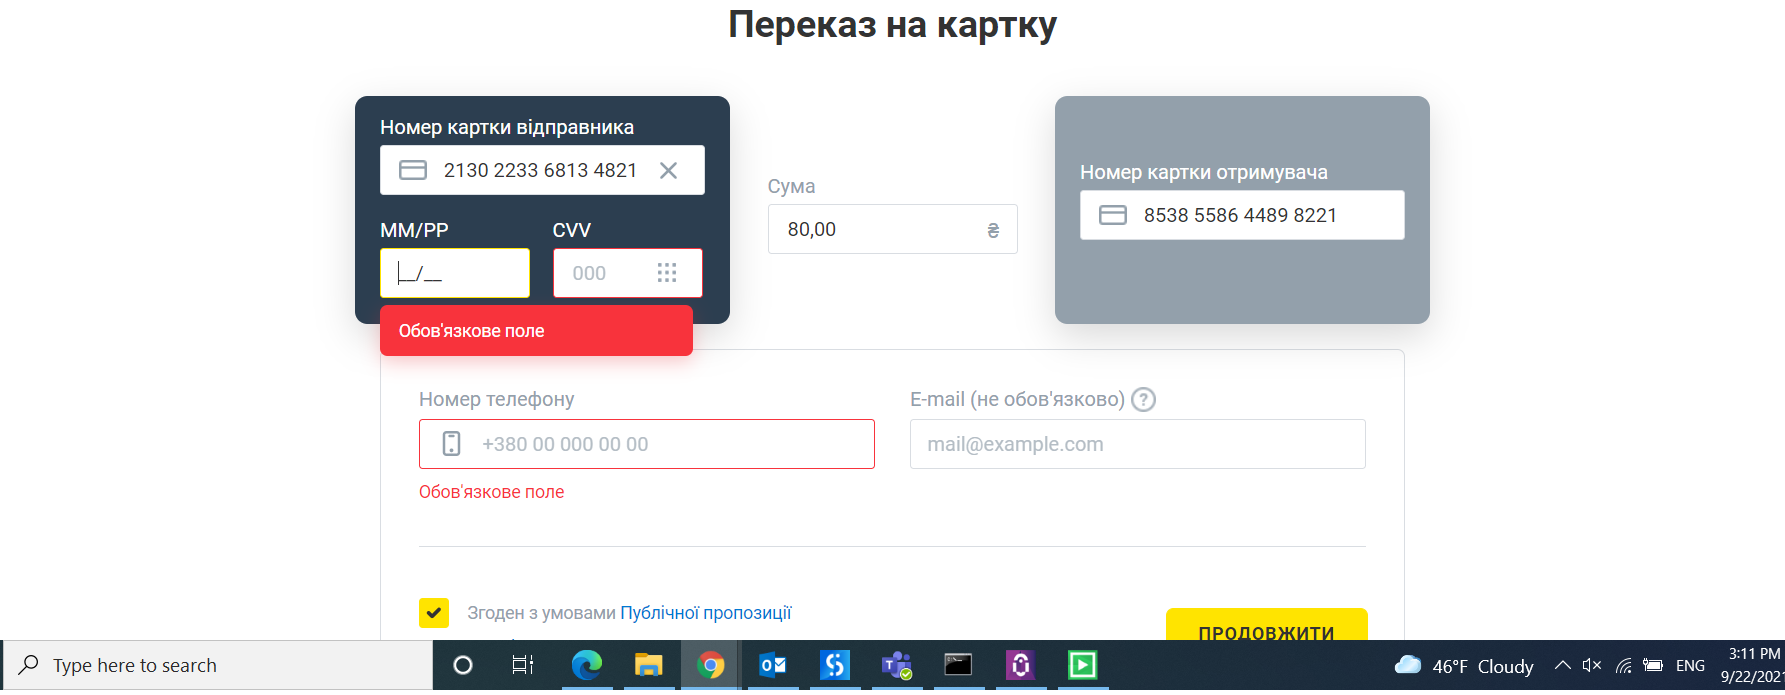 Переказ на картку
Номер картки відправника
2130 2233 6813 4821
ММ/РР
CVV
__/__
000
Обов'язкове поле
Сума
80,00 ₴
Номер картки отримувача
8538 5586 4489 8221
Номер телефону
+380 00 000 00 00
Обов'язкове поле
E-mail (не обов'язково) ?
mail@example.com
Згоден з умовами Публічної пропозиції
ПРОДОВЖИТИ
Type here to search
46°F Cloudy
ENG
3:11 PM
9/22/202